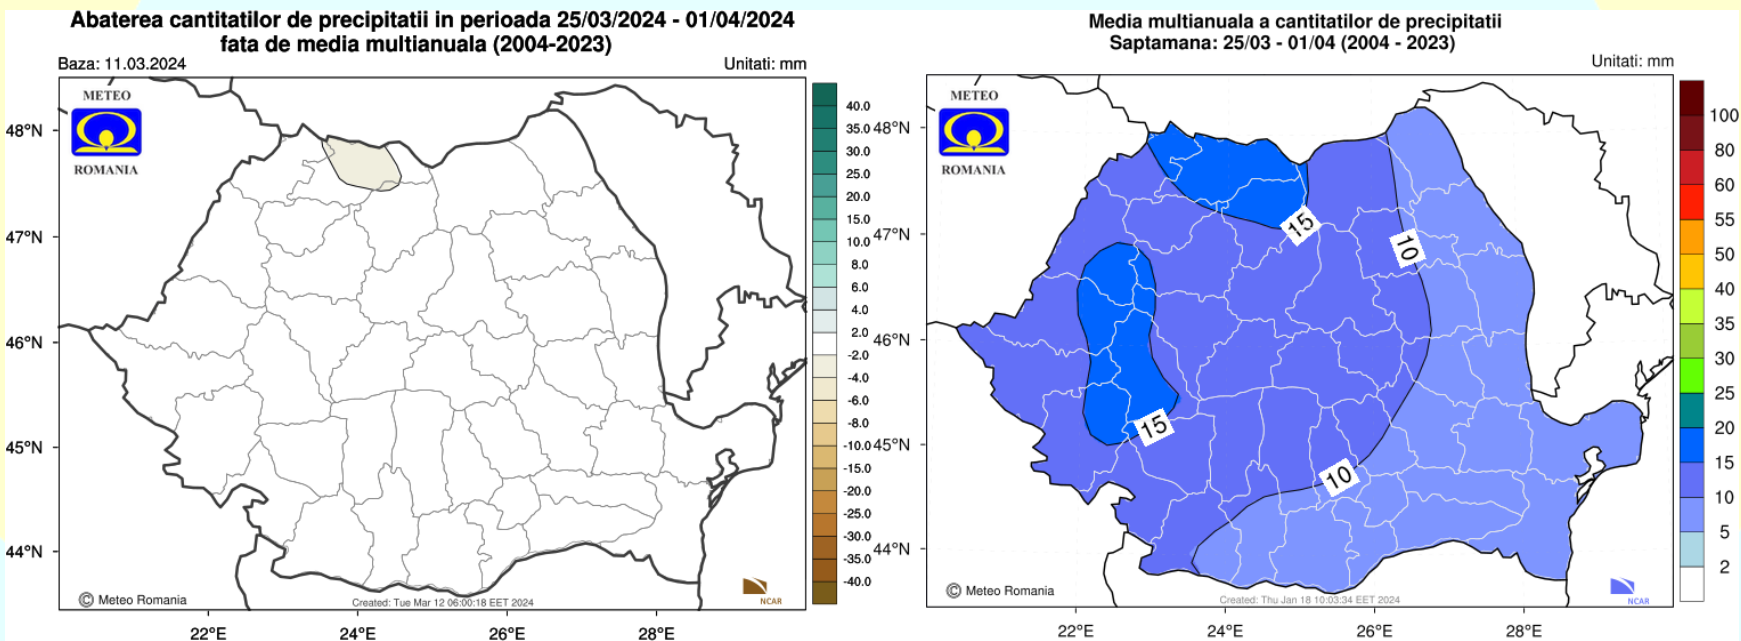 Abaterea cantitatilor de precipitatii in perioada 25/03/2024 - 01/04/2024
fata de media multianuala (2004-2023)
Baza: 11.03.2024
Unitati: mm
METEO
ROMANIA
48°N
47°N
46°N
45°N
44°N
22°E
24°E
26°E
28°E
40.0
35.0
30.0
25.0
20.0
15.0
10.0
8.0
6.0
4.0
2.0
-2.0
-4.0
-6.0
-8.0
-10.0
-15.0
-20.0
-25.0
-30.0
-35.0
-40.0
© Meteo Romania
Created: Tue Mar 12 06:00:18 EET 2024
NCAR
Media multianuala a cantitatilor de precipitatii
Saptamana: 25/03 - 01/04 (2004 - 2023)
Unitati: mm
METEO
ROMANIA
48°N
47°N
46°N
45°N
44°N
22°E
24°E
26°E
28°E
15
10
15
10
100
80
60
55
50
40
35
30
25
20
15
10
5
2
© Meteo Romania
Created: Thu Jan 18 10:03:34 EET 2024
NCAR